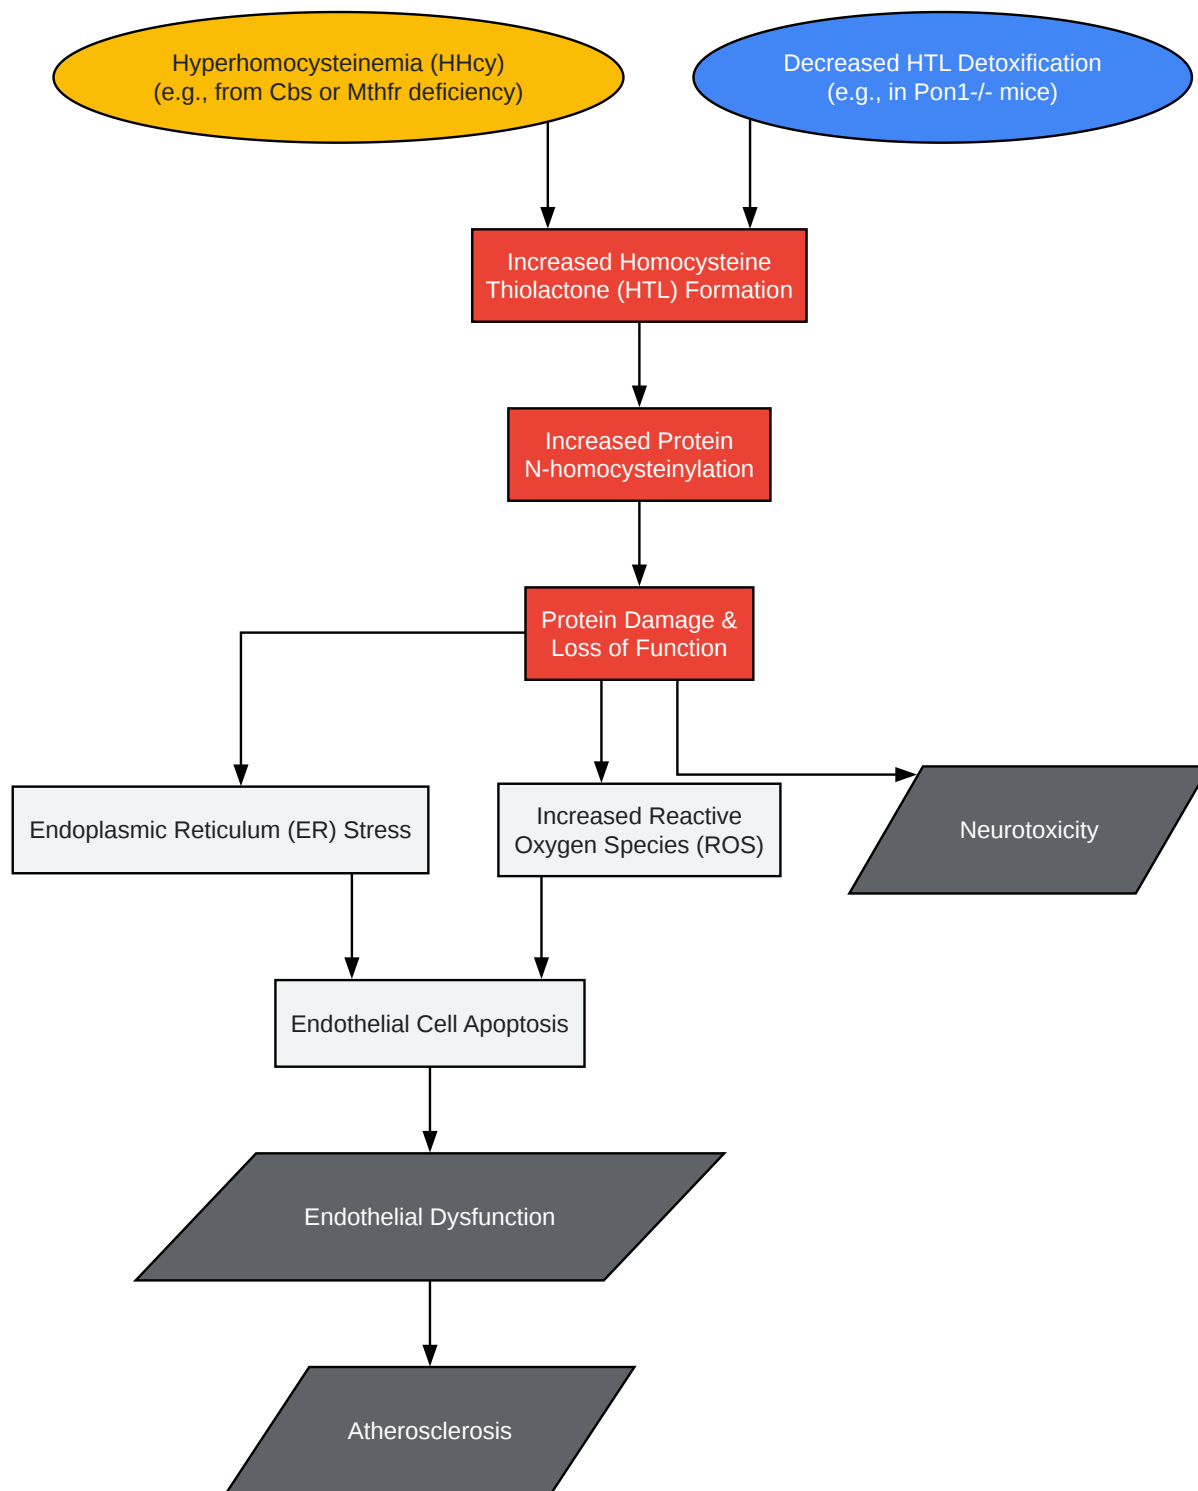 Hyperhomocysteinemia (HHcy)
(e.g., from Cbs or Mthfr deficiency)
Decreased HTL Detoxification
(e.g., in Pon1-/- mice)
Increased Homocysteine
Thiolactone (HTL) Formation
Increased Protein
N-homocysteinylation
Protein Damage &
Loss of Function
Endoplasmic Reticulum (ER) Stress
Increased Reactive
Oxygen Species (ROS)
Neurotoxicity
Endothelial Cell Apoptosis
Endothelial Dysfunction
Atherosclerosis